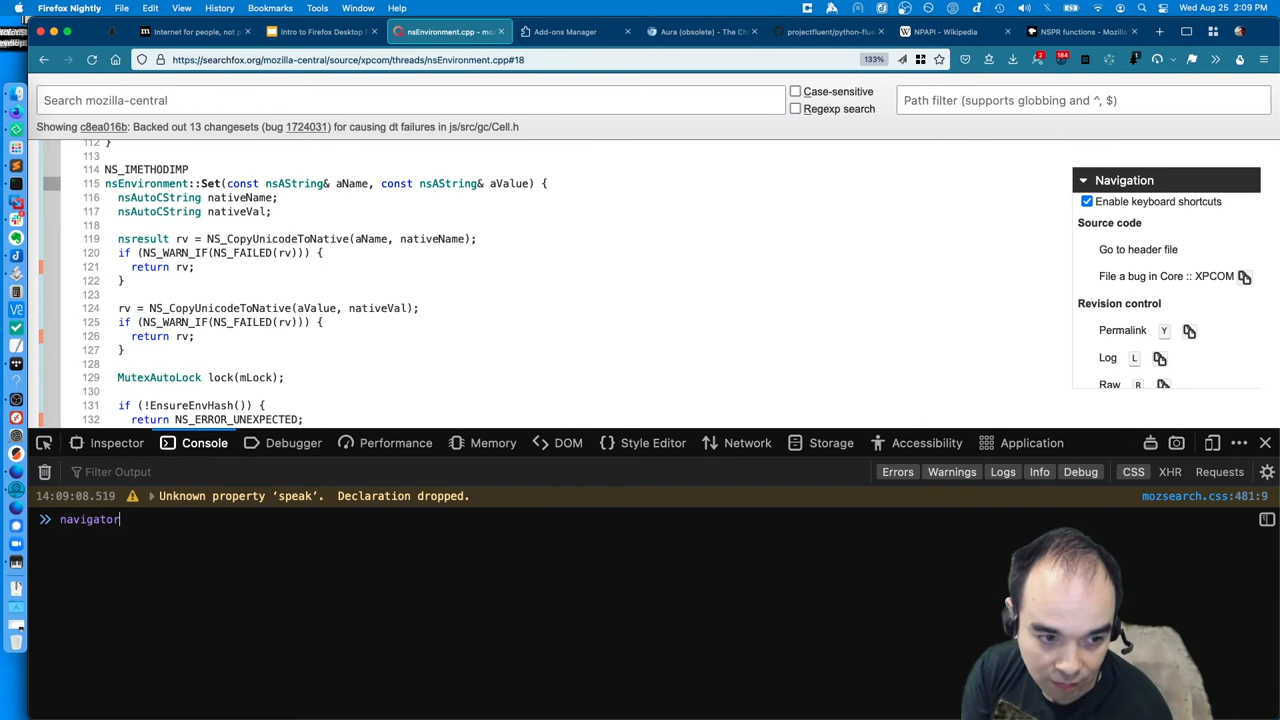 Firefox Nightly File Edit View History Bookmarks Tools Window Help Wed Aug 25 2:09 PM
Internet for people, not p Intro to Firefox Desktop F nsEnvironment.cpp - moz Add-ons Manager Aura (obsolete) - The Ch projectfluent/python-flue NPAPI - Wikipedia NSPR functions - Mozilla
https://searchfox.org/mozilla-central/source/xpcom/threads/nsEnvironment.cpp#18 133% 2 184 1
Search mozilla-central Case-sensitive Regexp search Path filter (supports globbing and ^, $)
Showing c8ea016b: Backed out 13 changesets (bug 1724031) for causing dt failures in js/src/gc/Cell.h
112 }
113
114 NS_IMETHODIMP
115 nsEnvironment::Set(const nsAString& aName, const nsAString& aValue) {
116 nsAutoCString nativeName;
117 nsAutoCString nativeVal;
118
119 nsresult rv = NS_CopyUnicodeToNative(aName, nativeName);
120 if (NS_WARN_IF(NS_FAILED(rv))) {
121 return rv;
122 }
123
124 rv = NS_CopyUnicodeToNative(aValue, nativeVal);
125 if (NS_WARN_IF(NS_FAILED(rv))) {
126 return rv;
127 }
128
129 MutexAutoLock lock(mLock);
130
131 if (!EnsureEnvHash()) {
132 return NS_ERROR_UNEXPECTED;
Navigation
Enable keyboard shortcuts
Source code
Go to header file
File a bug in Core :: XPCOM
Revision control
Permalink Y
Log L
Raw R
Inspector Console Debugger Performance Memory DOM Style Editor Network Storage Accessibility Application
Filter Output Errors Warnings Logs Info Debug CSS XHR Requests
14:09:08.519 Unknown property ‘speak’. Declaration dropped. mozsearch.css:481:9
navigator